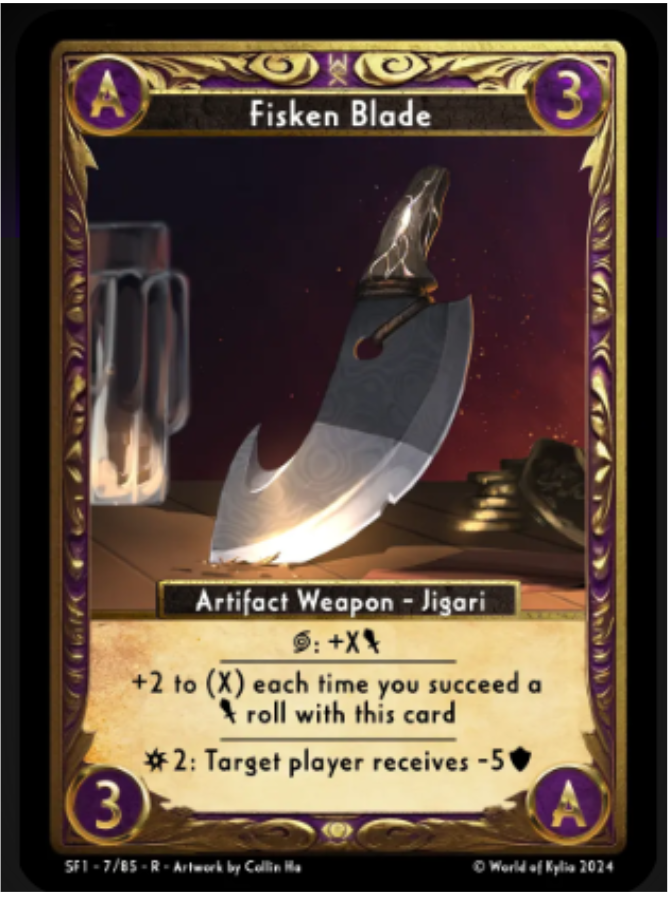 A
3
Fisken Blade
Artifact Weapon - Jigari
: +X
+2 to (X) each time you succeed a
roll with this card
2: Target player receives -5
3
A
SF1 - 7/85 - R - Artwork by Collin Ha
© World of Kylia 2024